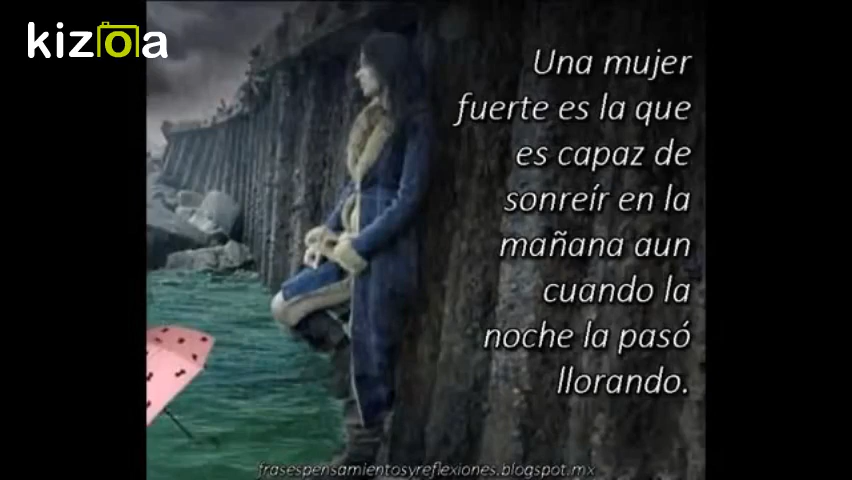 kizoa
Una mujer
fuerte es la que
es capaz de
sonreír en la
mañana aun
cuando la
noche la pasó
llorando.
frasespensamientosyreflexiones.blogspot.mx